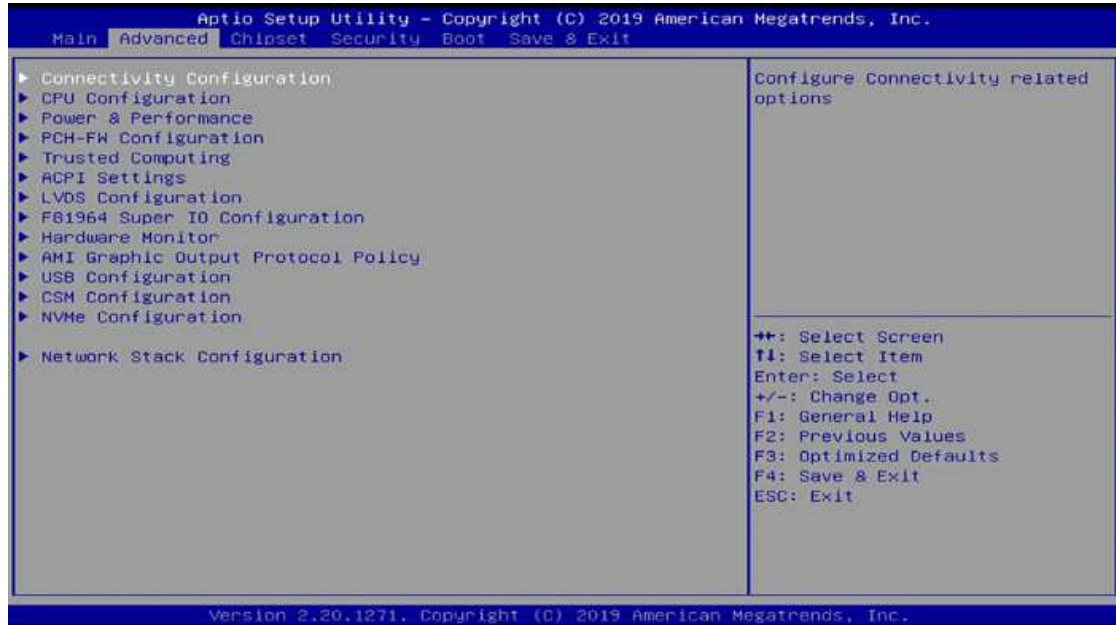 Aptio Setup Utility – Copyright (C) 2019 American Megatrends, Inc.
Main Advanced Chipset Security Boot Save & Exit
▶ Connectivity Configuration
▶ CPU Configuration
▶ Power & Performance
▶ PCH-FW Configuration
▶ Trusted Computing
▶ ACPI Settings
▶ LVDS Configuration
▶ F81964 Super IO Configuration
▶ Hardware Monitor
▶ AMI Graphic Output Protocol Policy
▶ USB Configuration
▶ CSM Configuration
▶ NVMe Configuration
▶ Network Stack Configuration
Configure Connectivity related
options
→←: Select Screen
↑↓: Select Item
Enter: Select
+/-: Change Opt.
F1: General Help
F2: Previous Values
F3: Optimized Defaults
F4: Save & Exit
ESC: Exit
Version 2.20.1271. Copyright (C) 2019 American Megatrends, Inc.